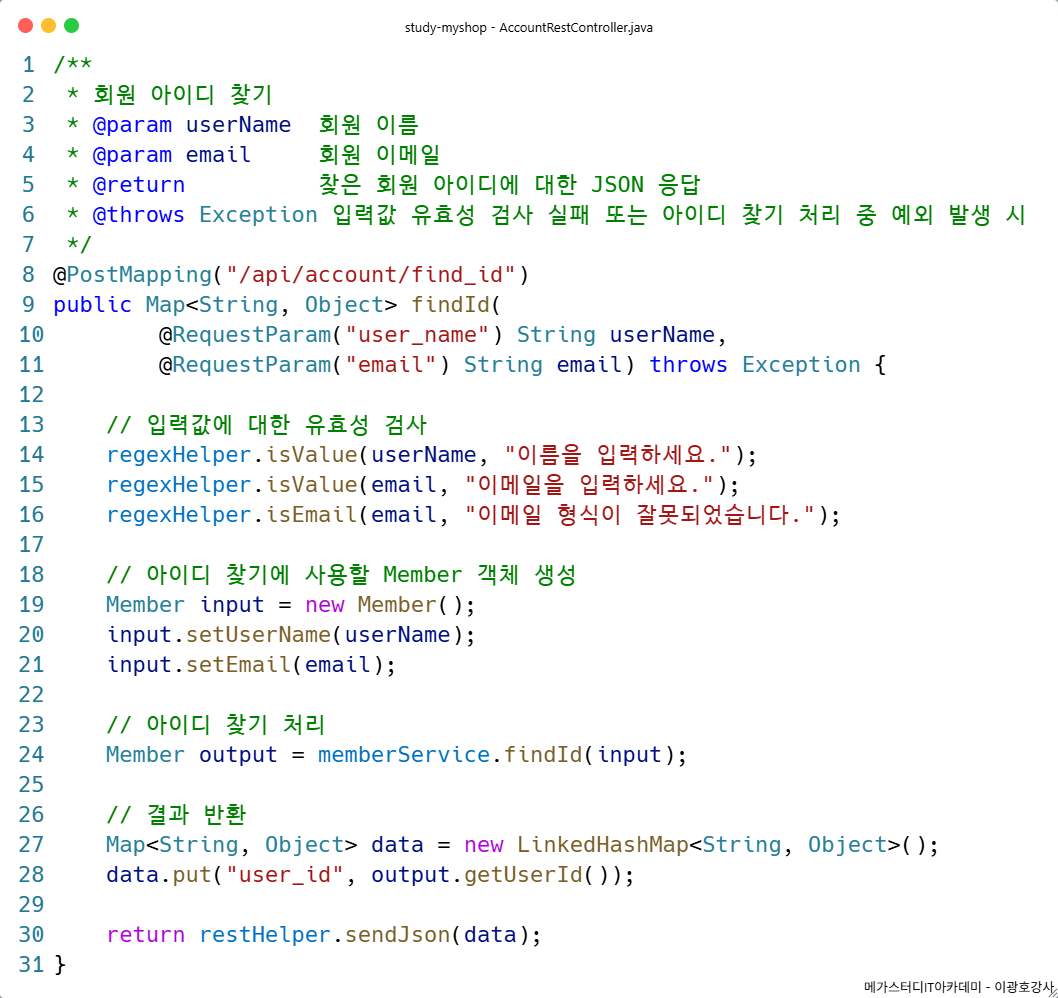 study-myshop - AccountRestController.java
1 /**
2  * 회원 아이디 찾기
3  * @param userName  회원 이름
4  * @param email     회원 이메일
5  * @return          찾은 회원 아이디에 대한 JSON 응답
6  * @throws Exception 입력값 유효성 검사 실패 또는 아이디 찾기 처리 중 예외 발생 시
7  */
8 @PostMapping("/api/account/find_id")
9 public Map<String, Object> findId(
10         @RequestParam("user_name") String userName,
11         @RequestParam("email") String email) throws Exception {
12
13     // 입력값에 대한 유효성 검사
14     regexHelper.isValue(userName, "이름을 입력하세요.");
15     regexHelper.isValue(email, "이메일을 입력하세요.");
16     regexHelper.isEmail(email, "이메일 형식이 잘못되었습니다.");
17
18     // 아이디 찾기에 사용할 Member 객체 생성
19     Member input = new Member();
20     input.setUserName(userName);
21     input.setEmail(email);
22
23     // 아이디 찾기 처리
24     Member output = memberService.findId(input);
25
26     // 결과 반환
27     Map<String, Object> data = new LinkedHashMap<String, Object>();
28     data.put("user_id", output.getUserId());
29
30     return restHelper.sendJson(data);
31 }
메가스터디IT아카데미 - 이광호강사